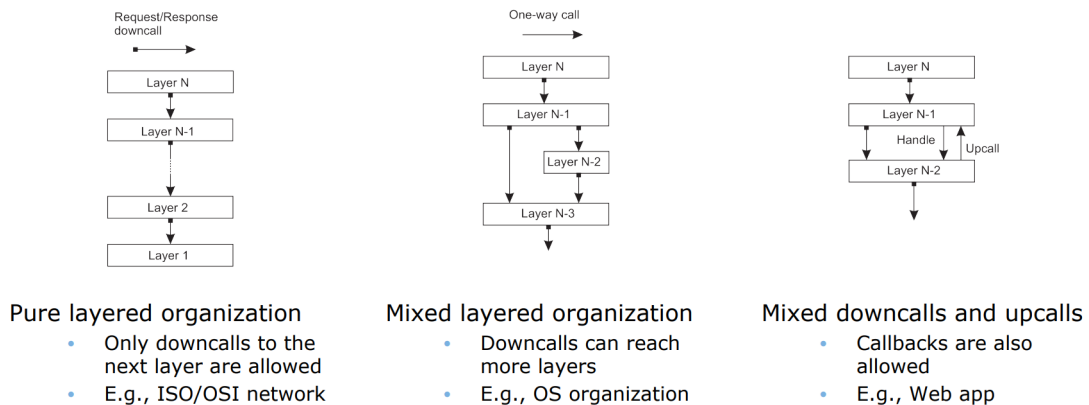 Request/Response
downcall
Layer N
Layer N-1
Layer 2
Layer 1
Pure layered organization
• Only downcalls to the
next layer are allowed
• E.g., ISO/OSI network
One-way call
Layer N
Layer N-1
Layer N-2
Layer N-3
Mixed layered organization
• Downcalls can reach
more layers
• E.g., OS organization
Layer N
Layer N-1
Handle
Upcall
Layer N-2
Mixed downcalls and upcalls
• Callbacks are also
allowed
• E.g., Web app